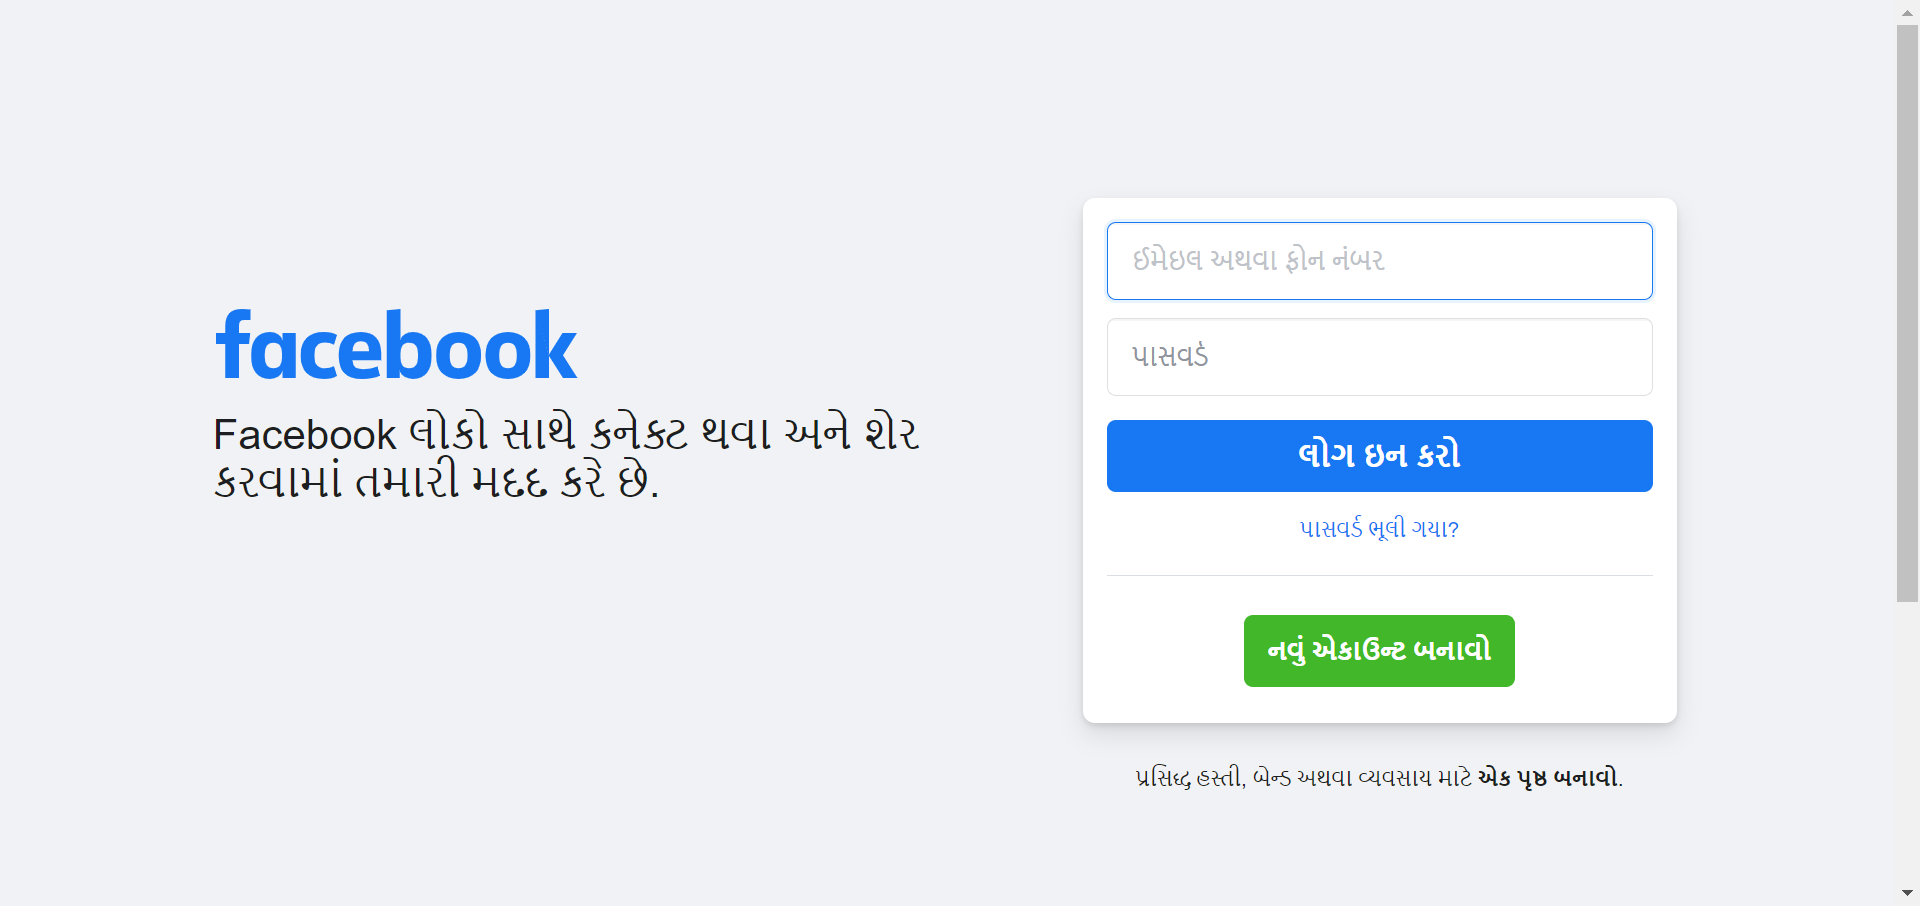 facebook
Facebook લોકો સાથે કનેક્ટ થવા અને શેર
કરવામાં તમારી મદદ કરે છે.
ઈમેઇલ અથવા ફોન નંબર
પાસવર્ડ
લોગ ઇન કરો
પાસવર્ડ ભૂલી ગયા?
નવું એકાઉન્ટ બનાવો
પ્રસિદ્ધ હસ્તી, બેન્ડ અથવા વ્યવસાય માટે એક પૃષ્ઠ બનાવો.